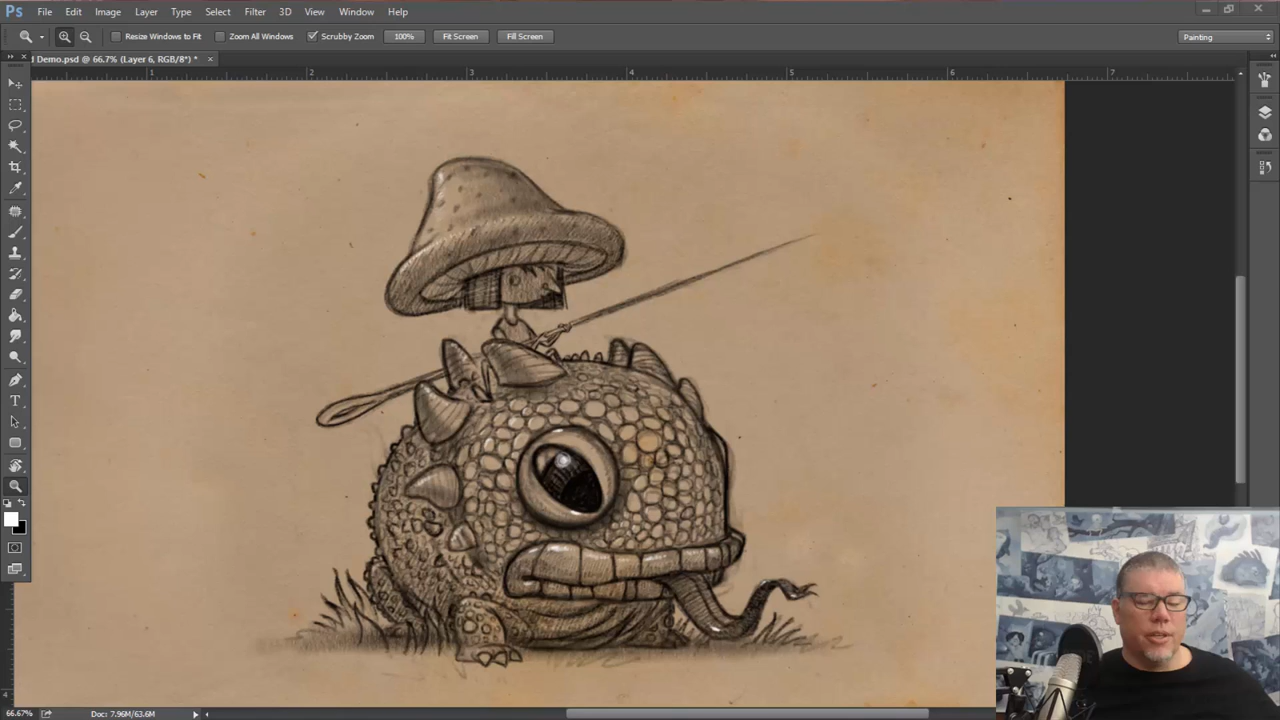 Ps File Edit Image Layer Type Select Filter 3D View Window Help
Resize Windows to Fit Zoom All Windows Scrubby Zoom 100% Fit Screen Fill Screen Painting
d Demo.psd @ 66.7% (Layer 6, RGB/8*) * ×
1 2 3 4 5 6 7
T
4
66.67% Doc: 7.96M/63.6M